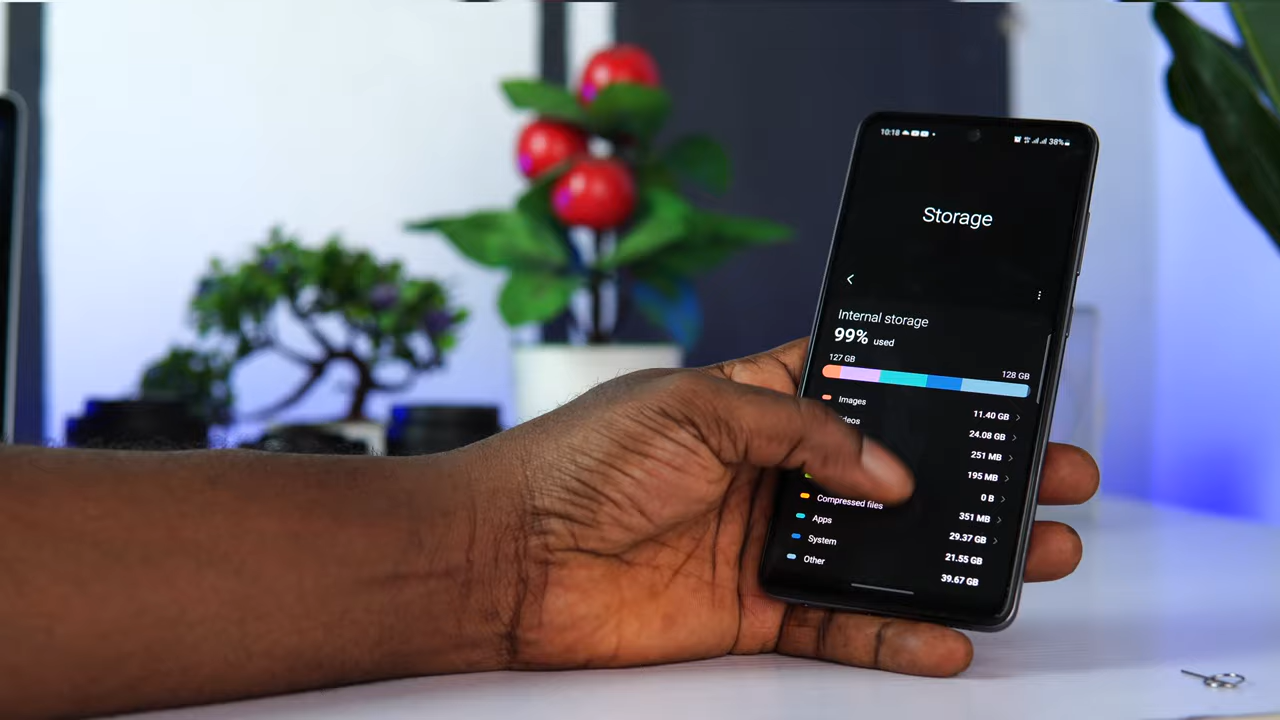 10:18 38%
Storage
Internal storage
99% used
127 GB 128 GB
Images 11.40 GB
24.08 GB
251 MB
195 MB
0 B
Compressed files 351 MB
Apps 29.37 GB
System 21.55 GB
Other 39.67 GB